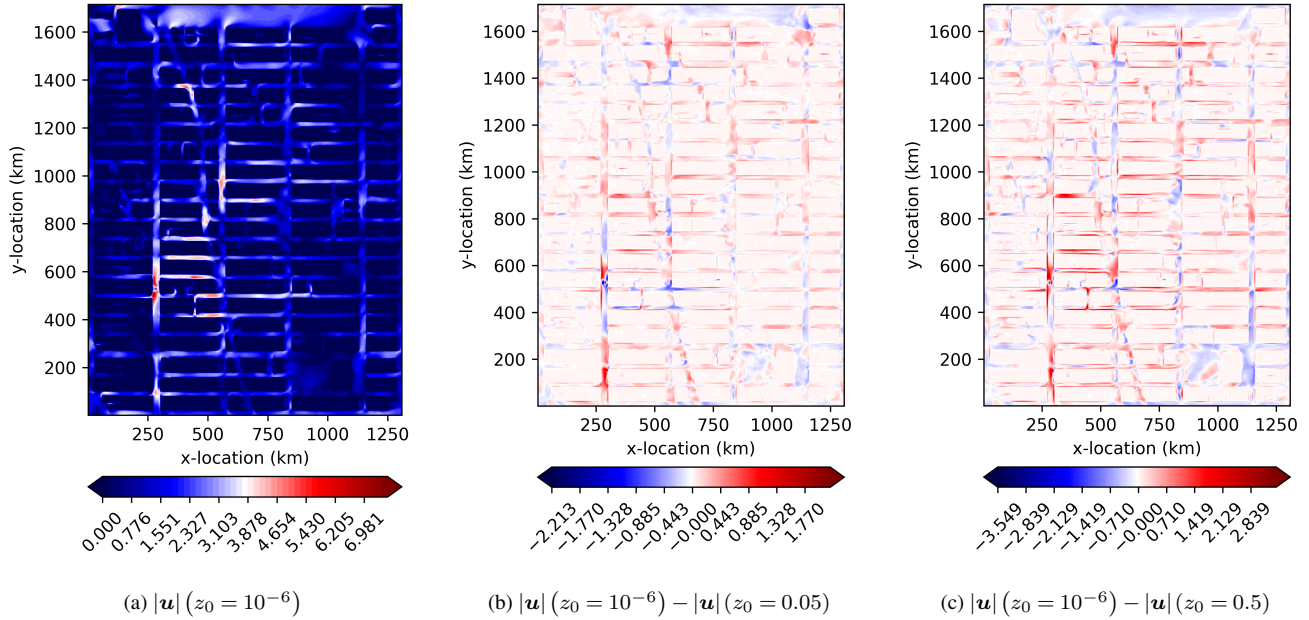 1600
1400
1200
1000
800
600
400
200
y-location (km)
250 500 750 1000 1250
x-location (km)
0.000 0.776 1.551 2.327 3.103 3.878 4.654 5.430 6.205 6.981
(a) |u| (z₀ = 10⁻⁶)
1600
1400
1200
1000
800
600
400
200
y-location (km)
250 500 750 1000 1250
x-location (km)
−2.213 −1.770 −1.328 −0.885 −0.443 −0.000 0.443 0.885 1.328 1.770
(b) |u| (z₀ = 10⁻⁶) − |u| (z₀ = 0.05)
1600
1400
1200
1000
800
600
400
200
y-location (km)
250 500 750 1000 1250
x-location (km)
−3.549 −2.839 −2.129 −1.419 −0.710 −0.000 0.710 1.419 2.129 2.839
(c) |u| (z₀ = 10⁻⁶) − |u| (z₀ = 0.5)